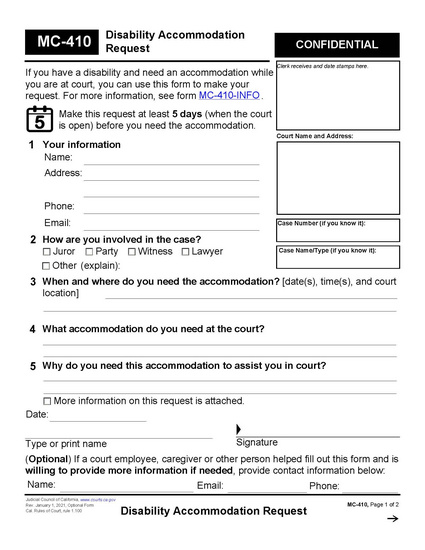 MC-410
Disability Accommodation
Request
CONFIDENTIAL
Clerk receives and date stamps here.
If you have a disability and need an accommodation while
you are at court, you can use this form to make your
request. For more information, see form MC-410-INFO.
5
Make this request at least 5 days (when the court
is open) before you need the accommodation.
Court Name and Address:
1 Your information
Name:
Address:
Phone:
Email:
Case Number (if you know it):
2 How are you involved in the case?
Juror Party Witness Lawyer
Other (explain):
Case Name/Type (if you know it):
3 When and where do you need the accommodation? [date(s), time(s), and court
location]
4 What accommodation do you need at the court?
5 Why do you need this accommodation to assist you in court?
More information on this request is attached.
Date:
Type or print name
Signature
(Optional) If a court employee, caregiver or other person helped fill out this form and is
willing to provide more information if needed, provide contact information below:
Name: Email: Phone:
Judicial Council of California, www.courts.ca.gov
Rev. January 1, 2021, Optional Form
Cal. Rules of Court, rule 1.100
Disability Accommodation Request
MC-410, Page 1 of 2